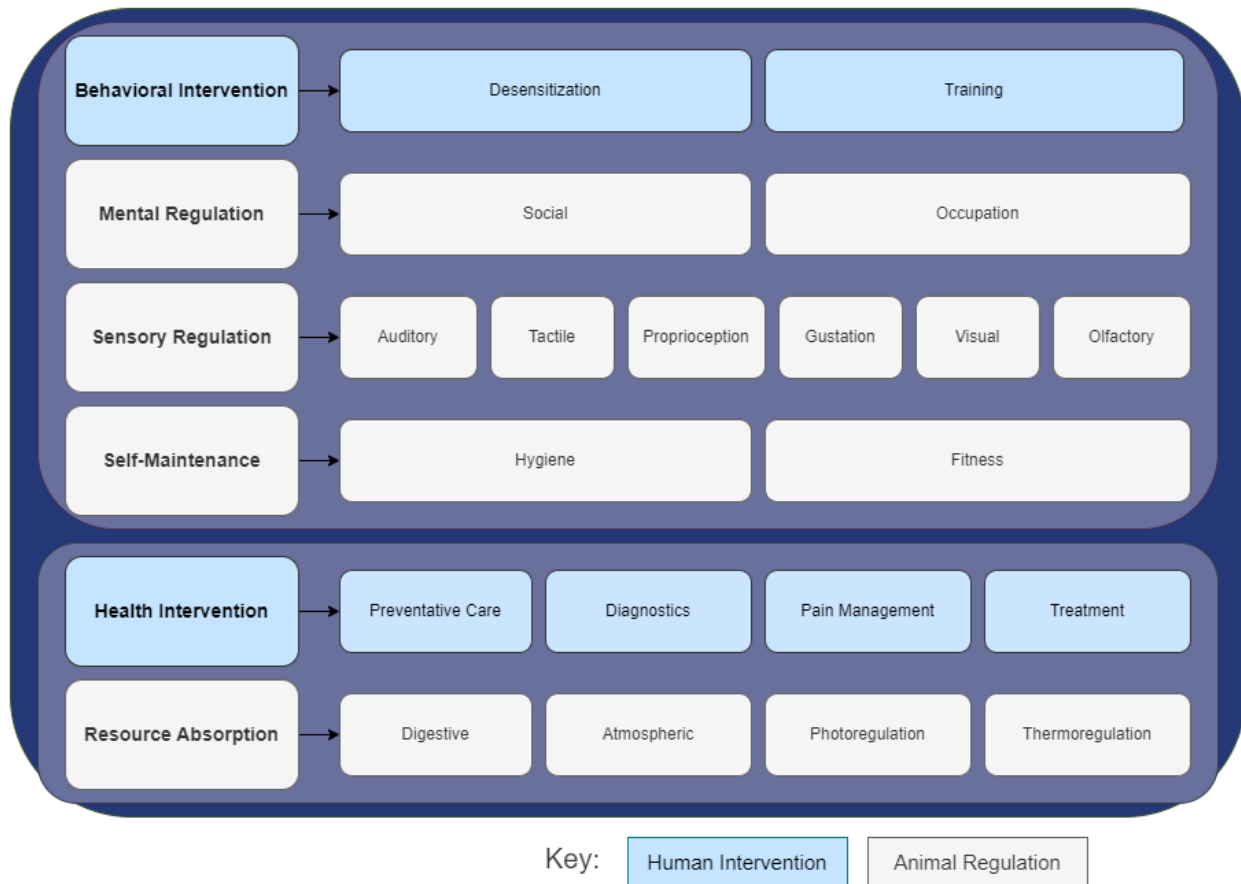 Behavioral Intervention
Desensitization
Training
Mental Regulation
Social
Occupation
Sensory Regulation
Auditory
Tactile
Proprioception
Gustation
Visual
Olfactory
Self-Maintenance
Hygiene
Fitness
Health Intervention
Preventative Care
Diagnostics
Pain Management
Treatment
Resource Absorption
Digestive
Atmospheric
Photoregulation
Thermoregulation
Key:
Human Intervention
Animal Regulation